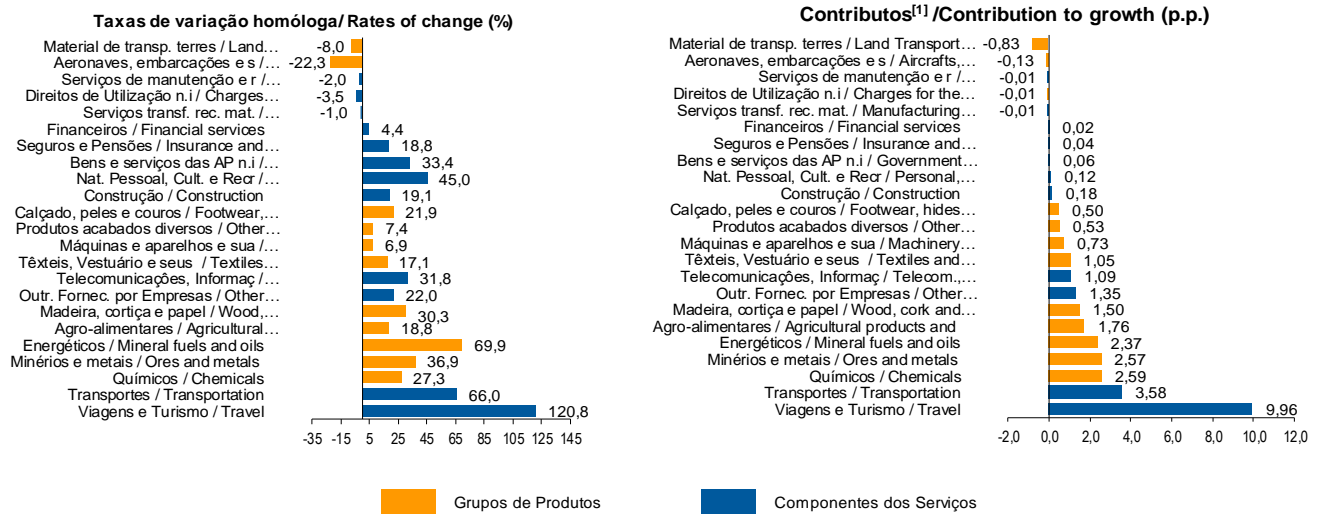 Taxas de variação homóloga/ Rates of change (%)
Material de transp. terres / Land... -8,0
Aeronaves, embarcações e s /... -22,3
Serviços de manutenção e r /... -2,0
Direitos de Utilização n.i / Charges... -3,5
Serviços transf. rec. mat. /... -1,0
Financeiros / Financial services 4,4
Seguros e Pensões / Insurance and... 18,8
Bens e serviços das AP n.i /... 33,4
Nat. Pessoal, Cult. e Recr /... 45,0
Construção / Construction 19,1
Calçado, peles e couros / Footwear,... 21,9
Produtos acabados diversos / Other... 7,4
Máquinas e aparelhos e sua /... 6,9
Têxteis, Vestuário e seus / Textiles... 17,1
Telecomunicações, Informaç /... 31,8
Outr. Fornec. por Empresas / Other... 22,0
Madeira, cortiça e papel / Wood,... 30,3
Agro-alimentares / Agricultural... 18,8
Energéticos / Mineral fuels and oils 69,9
Minérios e metais / Ores and metals 36,9
Químicos / Chemicals 27,3
Transportes / Transportation 66,0
Viagens e Turismo / Travel 120,8
-35 -15 5 25 45 65 85 105 125 145
Contributos[1] /Contribution to growth (p.p.)
Material de transp. terres / Land Transport... -0,83
Aeronaves, embarcações e s / Aircrafts,... -0,13
Serviços de manutenção e r /... -0,01
Direitos de Utilização n.i / Charges for the... -0,01
Serviços transf. rec. mat. / Manufacturing... -0,01
Financeiros / Financial services 0,02
Seguros e Pensões / Insurance and... 0,04
Bens e serviços das AP n.i / Government... 0,06
Nat. Pessoal, Cult. e Recr / Personal,... 0,12
Construção / Construction 0,18
Calçado, peles e couros / Footwear, hides... 0,50
Produtos acabados diversos / Other... 0,53
Máquinas e aparelhos e sua / Machinery... 0,73
Têxteis, Vestuário e seus / Textiles and... 1,05
Telecomunicações, Informaç / Telecom.,... 1,09
Outr. Fornec. por Empresas / Other... 1,35
Madeira, cortiça e papel / Wood, cork and... 1,50
Agro-alimentares / Agricultural products and 1,76
Energéticos / Mineral fuels and oils 2,37
Minérios e metais / Ores and metals 2,57
Químicos / Chemicals 2,59
Transportes / Transportation 3,58
Viagens e Turismo / Travel 9,96
-2,0 0,0 2,0 4,0 6,0 8,0 10,0 12,0
Grupos de Produtos
Componentes dos Serviços